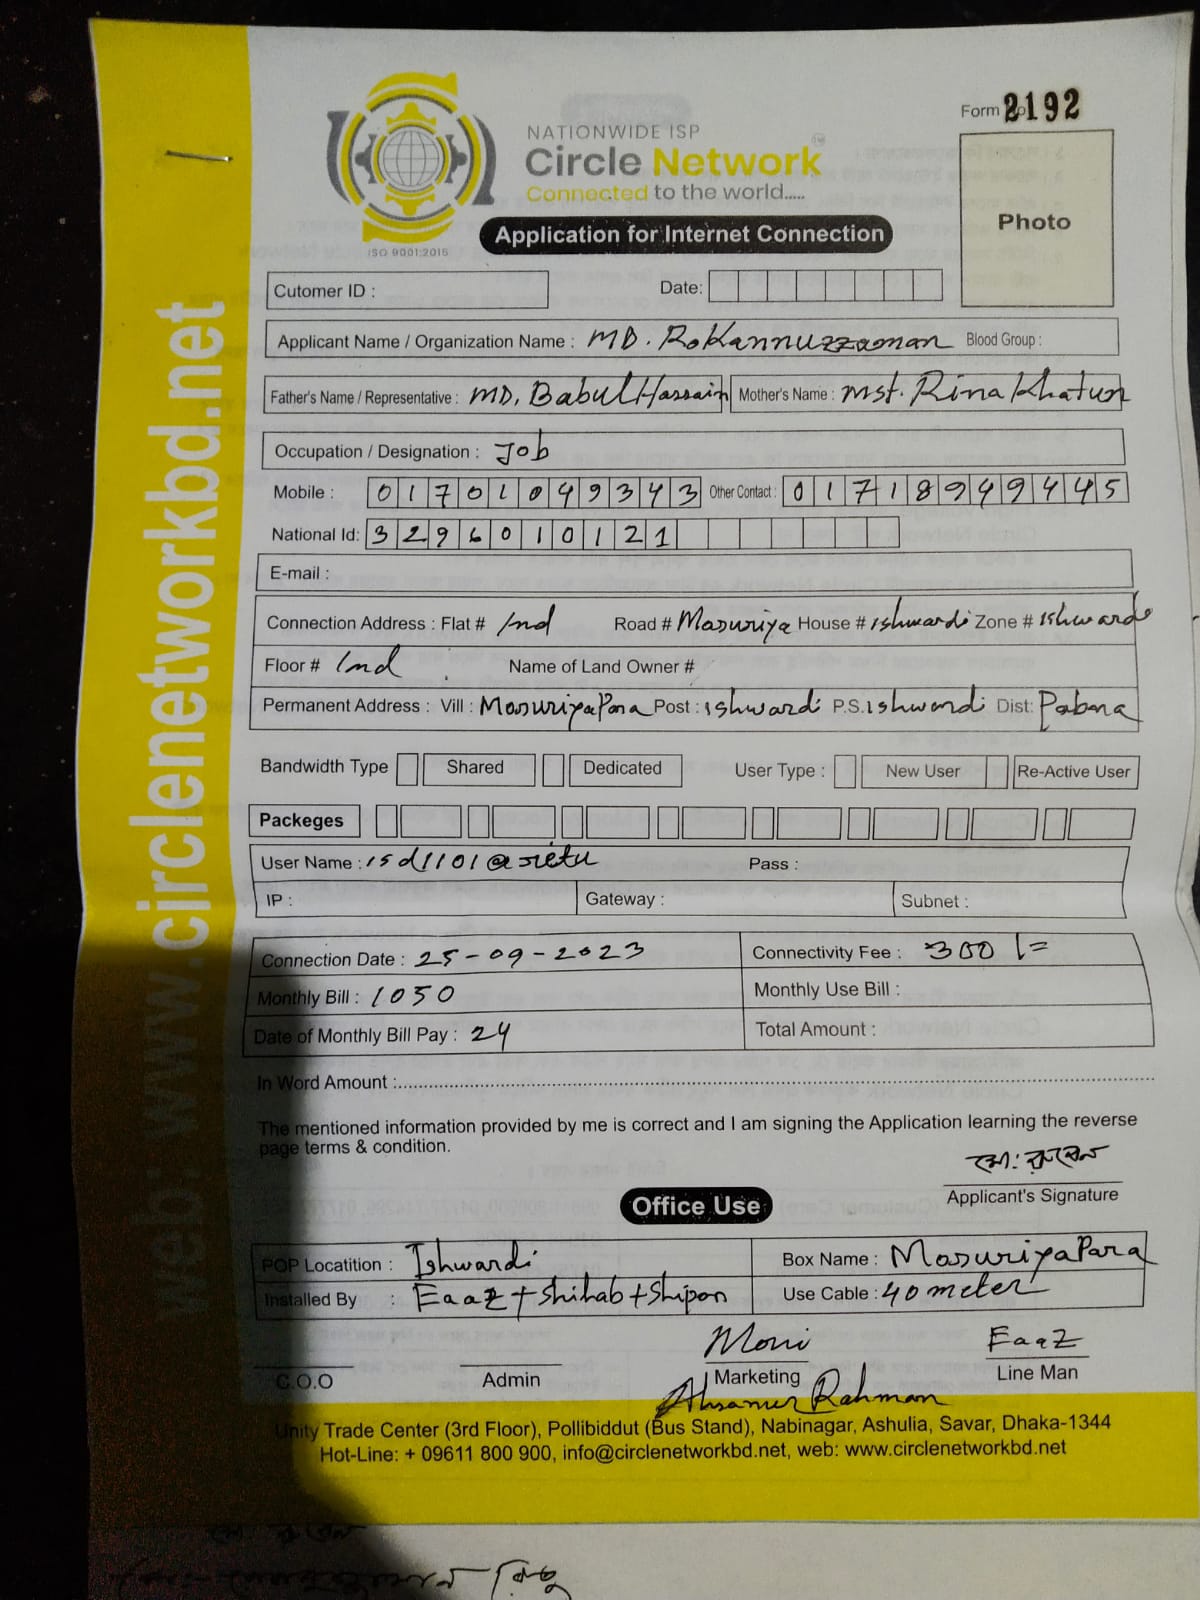 Form No 2192
NATIONWIDE ISP
Circle Network
Connected to the world.....
ISO 9001:2015
Application for Internet Connection
Photo
Cutomer ID :
Date:
Applicant Name / Organization Name : MD. Rokannuzzaman Blood Group :
Father's Name / Representative : MD. Babul Hassain Mother's Name : Mst. Rina Khatun
Occupation / Designation : Job
Mobile : 01701049343 Other Contact : 01718949445
National Id: 3296010121
E-mail :
Connection Address : Flat # 1nd Road # Masuriya House # ishwardi Zone # ishwardi
Floor # 1nd Name of Land Owner #
Permanent Address : Vill : MasuriyaPara Post : ishwardi P.S. ishwardi Dist: Pabna
Bandwidth Type Shared Dedicated User Type : New User Re-Active User
Packeges
User Name : isd1101@ Pass :
IP : Gateway : Subnet :
Connection Date : 25-09-2023 Connectivity Fee : 300/=
Monthly Bill : 1050 Monthly Use Bill :
Date of Monthly Bill Pay : 24 Total Amount :
In Word Amount :
The mentioned information provided by me is correct and I am signing the Application learning the reverse
page terms & condition.
Applicant's Signature
Office Use
POP Locatition : Ishwardi Box Name : MasuriyaPara
Installed By : Eaaz + Shihab + Shipon Use Cable : 40 meter
Moni Eaaz
C.O.O Admin Marketing Line Man
Ahsanur Rahman
Unity Trade Center (3rd Floor), Pollibiddut (Bus Stand), Nabinagar, Ashulia, Savar, Dhaka-1344
Hot-Line: + 09611 800 900, info@circlenetworkbd.net, web: www.circlenetworkbd.net
web: www.circlenetworkbd.net